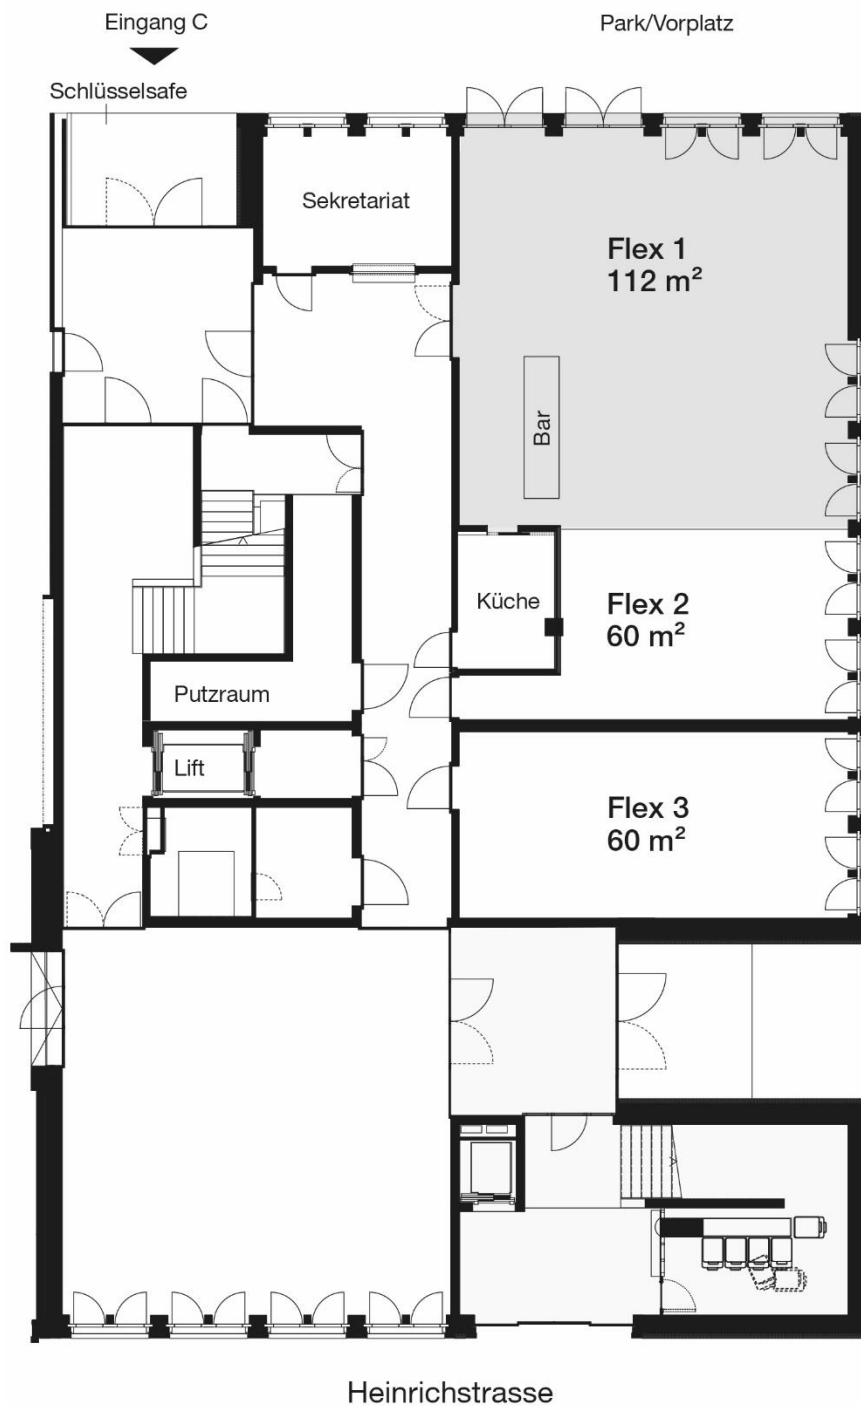 Eingang C
Park/Vorplatz
Schlüsselsafe
Sekretariat
Flex 1
112 m²
Bar
Küche
Flex 2
60 m²
Putzraum
Lift
Flex 3
60 m²
Heinrichstrasse